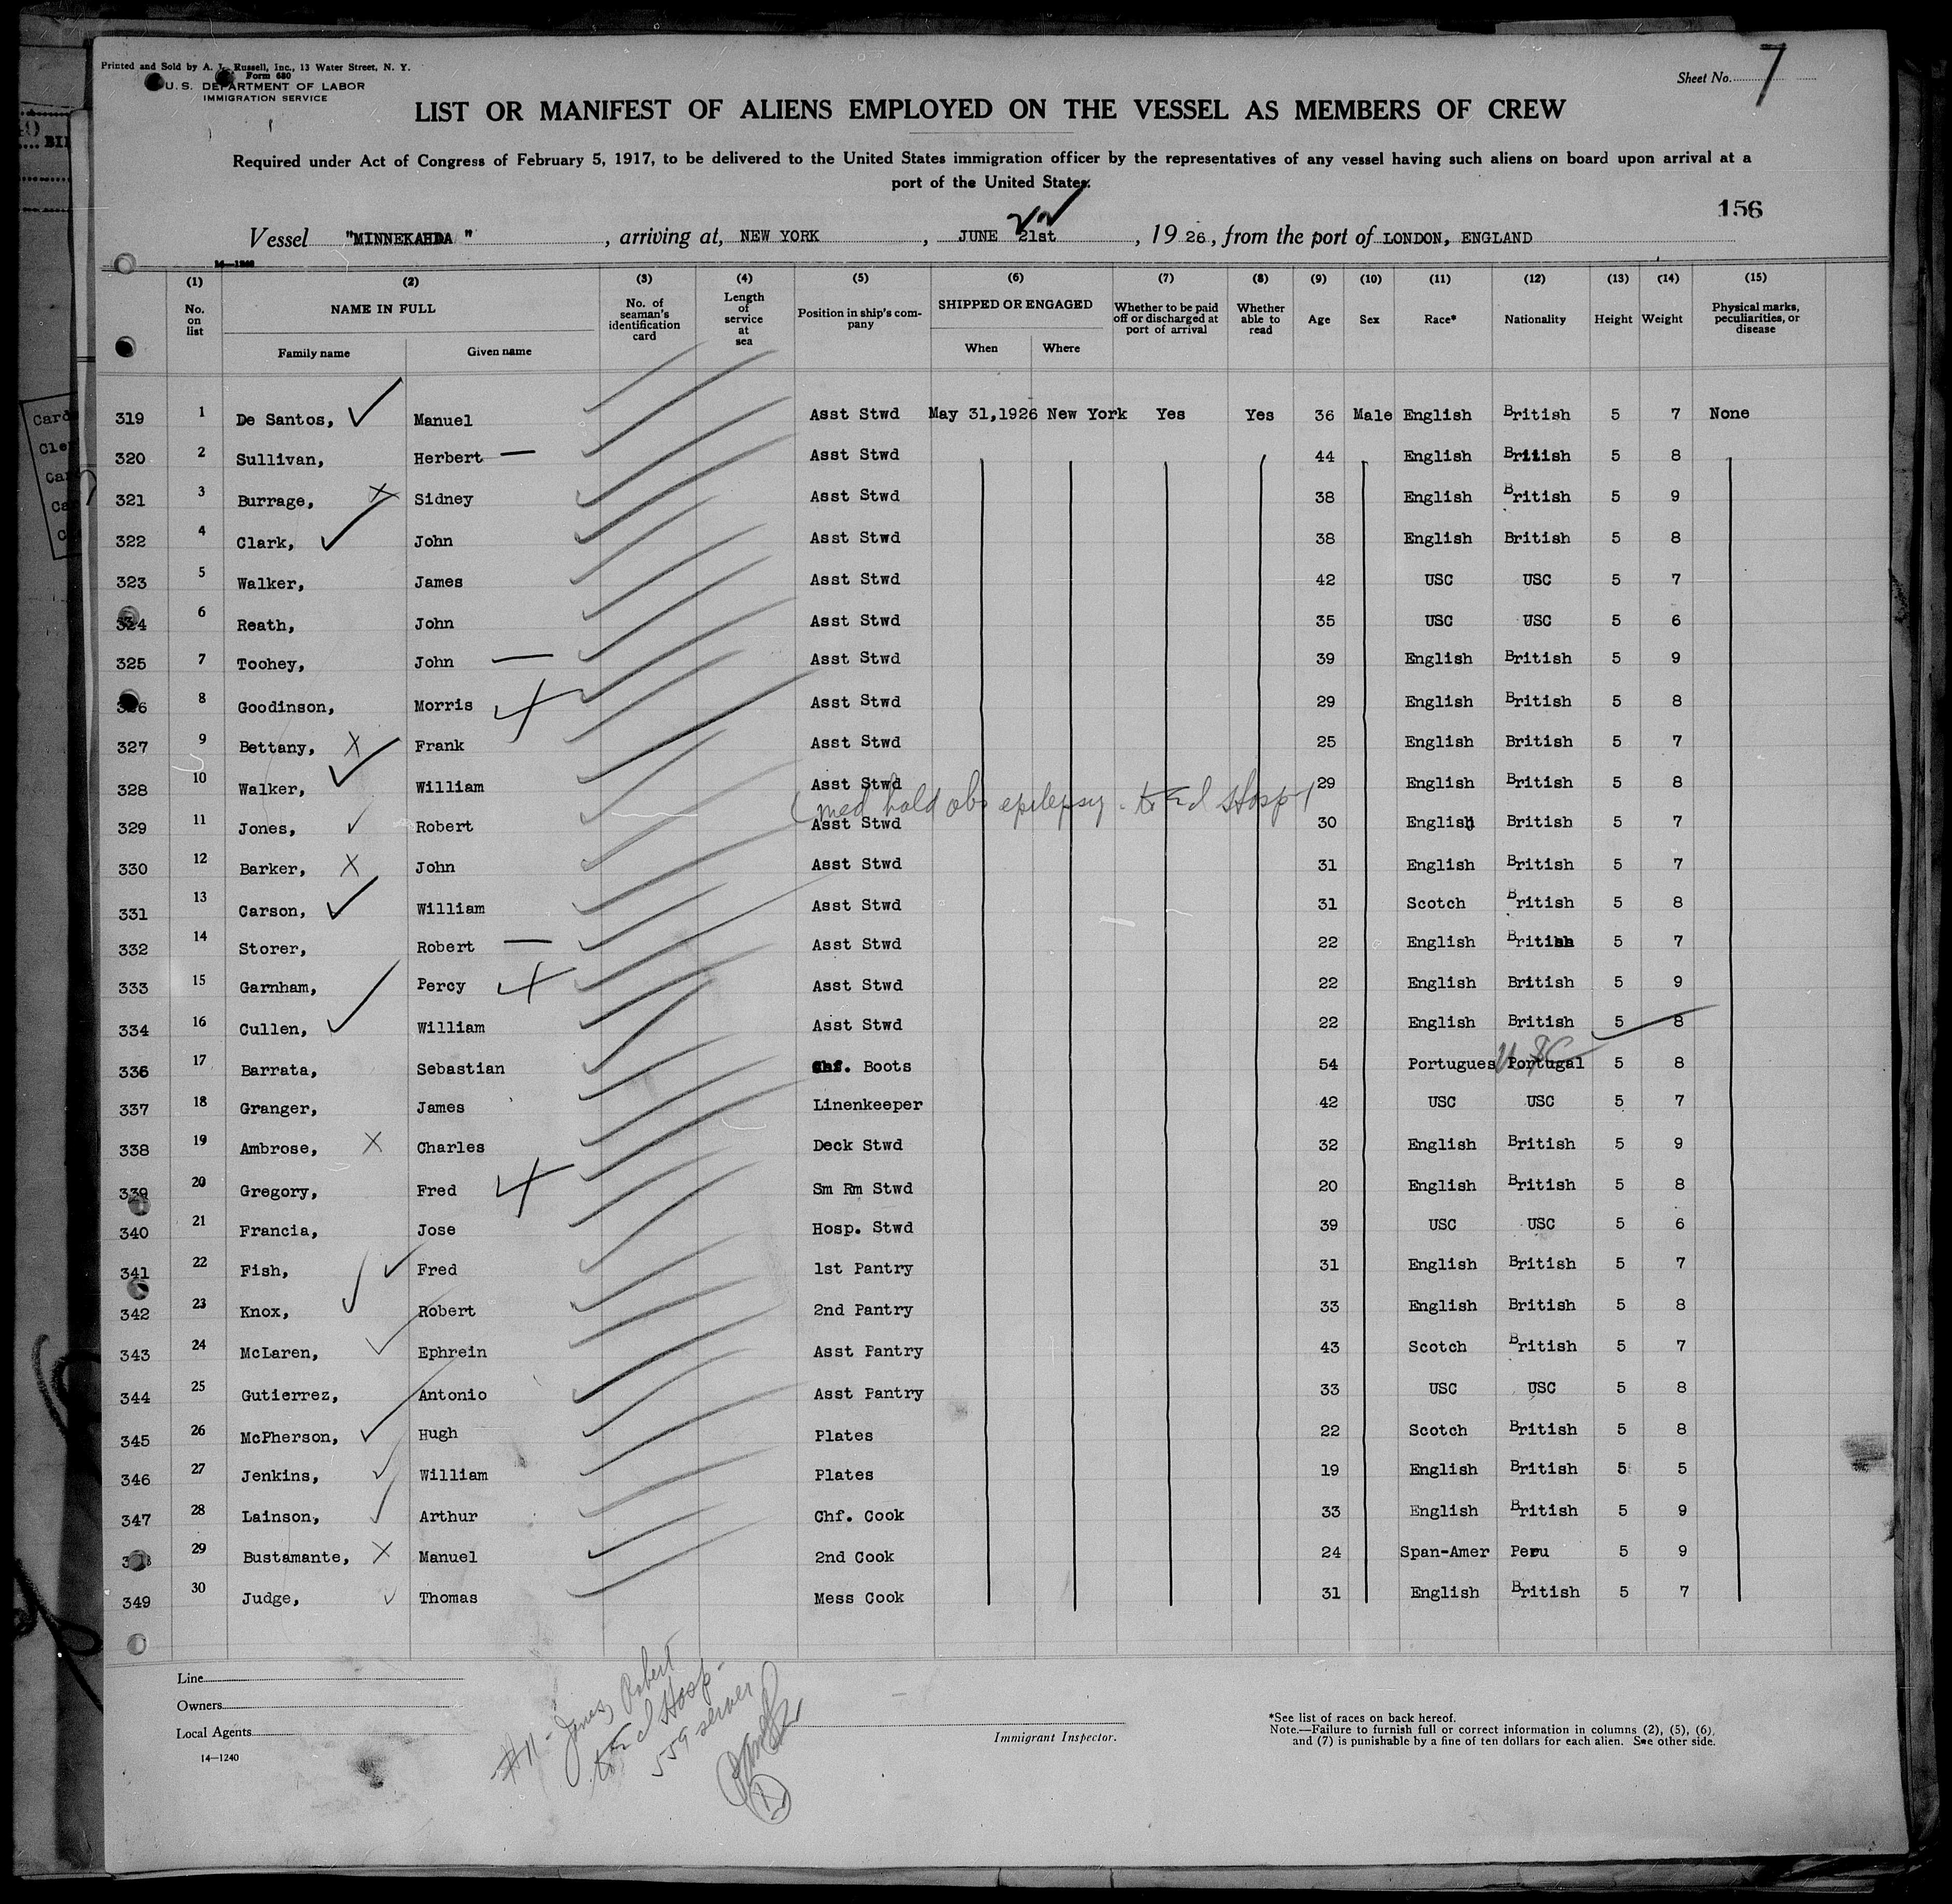 Printed and Sold by A. L. Russell, Inc., 13 Water Street, N. Y.
Form 680
U. S. DEPARTMENT OF LABOR
IMMIGRATION SERVICE
Sheet No. 7
LIST OR MANIFEST OF ALIENS EMPLOYED ON THE VESSEL AS MEMBERS OF CREW
Required under Act of Congress of February 5, 1917, to be delivered to the United States immigration officer by the representatives of any vessel having such aliens on board upon arrival at a
port of the United States.
156
Vessel "MINNEKAHDA ", arriving at, NEW YORK, JUNE 21st, 19 26, from the port of LONDON, ENGLAND
14—1240
(1) (2) (3) (4) (5) (6) (7) (8) (9) (10) (11) (12) (13) (14) (15)
No. on list NAME IN FULL Family name Given name No. of seaman's identification card Length of service at sea Position in ship's company SHIPPED OR ENGAGED When Where Whether to be paid off or discharged at port of arrival Whether able to read Age Sex Race* Nationality Height Weight Physical marks, peculiarities, or disease
319 1 De Santos, Manuel Asst Stwd May 31,1926 New York Yes Yes 36 Male English British 5 7 None
320 2 Sullivan, Herbert Asst Stwd 44 English British 5 8
321 3 Burrage, Sidney Asst Stwd 38 English British 5 9
322 4 Clark, John Asst Stwd 38 English British 5 8
323 5 Walker, James Asst Stwd 42 USC USC 5 7
324 6 Reath, John Asst Stwd 35 USC USC 5 6
325 7 Toohey, John Asst Stwd 39 English British 5 9
326 8 Goodinson, Morris Asst Stwd 29 English British 5 8
327 9 Bettany, Frank Asst Stwd 25 English British 5 7
328 10 Walker, William Asst Stwd 29 English British 5 8
(med hold obs epilepsy - to Hosp)
329 11 Jones, Robert Asst Stwd 30 English British 5 7
330 12 Barker, John Asst Stwd 31 English British 5 7
331 13 Carson, William Asst Stwd 31 Scotch British 5 8
332 14 Storer, Robert Asst Stwd 22 English British 5 7
333 15 Garnham, Percy Asst Stwd 22 English British 5 9
334 16 Cullen, William Asst Stwd 22 English British 5 8
USC
336 17 Barrata, Sebastian Chf. Boots 54 Portugues Portugal 5 8
337 18 Granger, James Linenkeeper 42 USC USC 5 7
338 19 Ambrose, Charles Deck Stwd 32 English British 5 9
339 20 Gregory, Fred Sm Rm Stwd 20 English British 5 8
340 21 Francia, Jose Hosp. Stwd 39 USC USC 5 6
341 22 Fish, Fred 1st Pantry 31 English British 5 7
342 23 Knox, Robert 2nd Pantry 33 English British 5 8
343 24 McLaren, Ephrein Asst Pantry 43 Scotch British 5 7
344 25 Gutierrez, Antonio Asst Pantry 33 USC USC 5 8
345 26 McPherson, Hugh Plates 22 Scotch British 5 8
346 27 Jenkins, William Plates 19 English British 5 5
347 28 Lainson, Arthur Chf. Cook 33 English British 5 9
348 29 Bustamante, Manuel 2nd Cook 24 Span-Amer Peru 5 9
349 30 Judge, Thomas Mess Cook 31 English British 5 7
Line
Owners
Local Agents
14—1240
#11 - Jones, Robert
to Hosp -
559
Immigrant Inspector.
*See list of races on back hereof.
Note.—Failure to furnish full or correct information in columns (2), (5), (6),
and (7) is punishable by a fine of ten dollars for each alien. See other side.